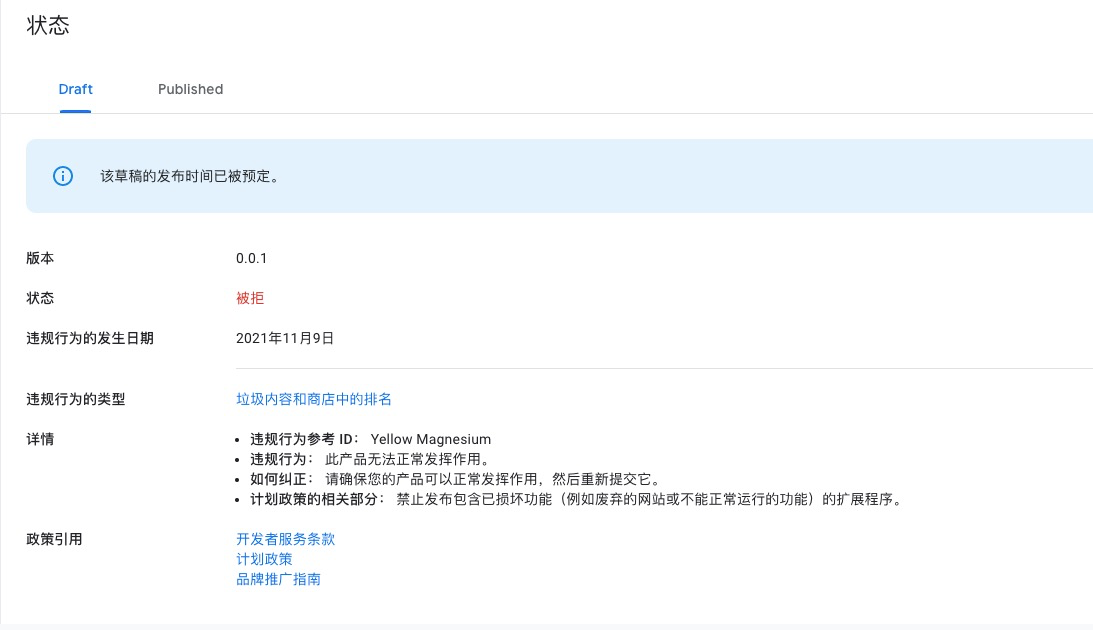 状态
Draft Published
该草稿的发布时间已被预定。
版本 0.0.1
状态 被拒
违规行为的发生日期 2021年11月9日
违规行为的类型 垃圾内容和商店中的排名
详情 • 违规行为参考 ID： Yellow Magnesium
• 违规行为： 此产品无法正常发挥作用。
• 如何纠正： 请确保您的产品可以正常发挥作用，然后重新提交它。
• 计划政策的相关部分： 禁止发布包含已损坏功能（例如废弃的网站或不能正常运行的功能）的扩展程序。
政策引用 开发者服务条款
计划政策
品牌推广指南